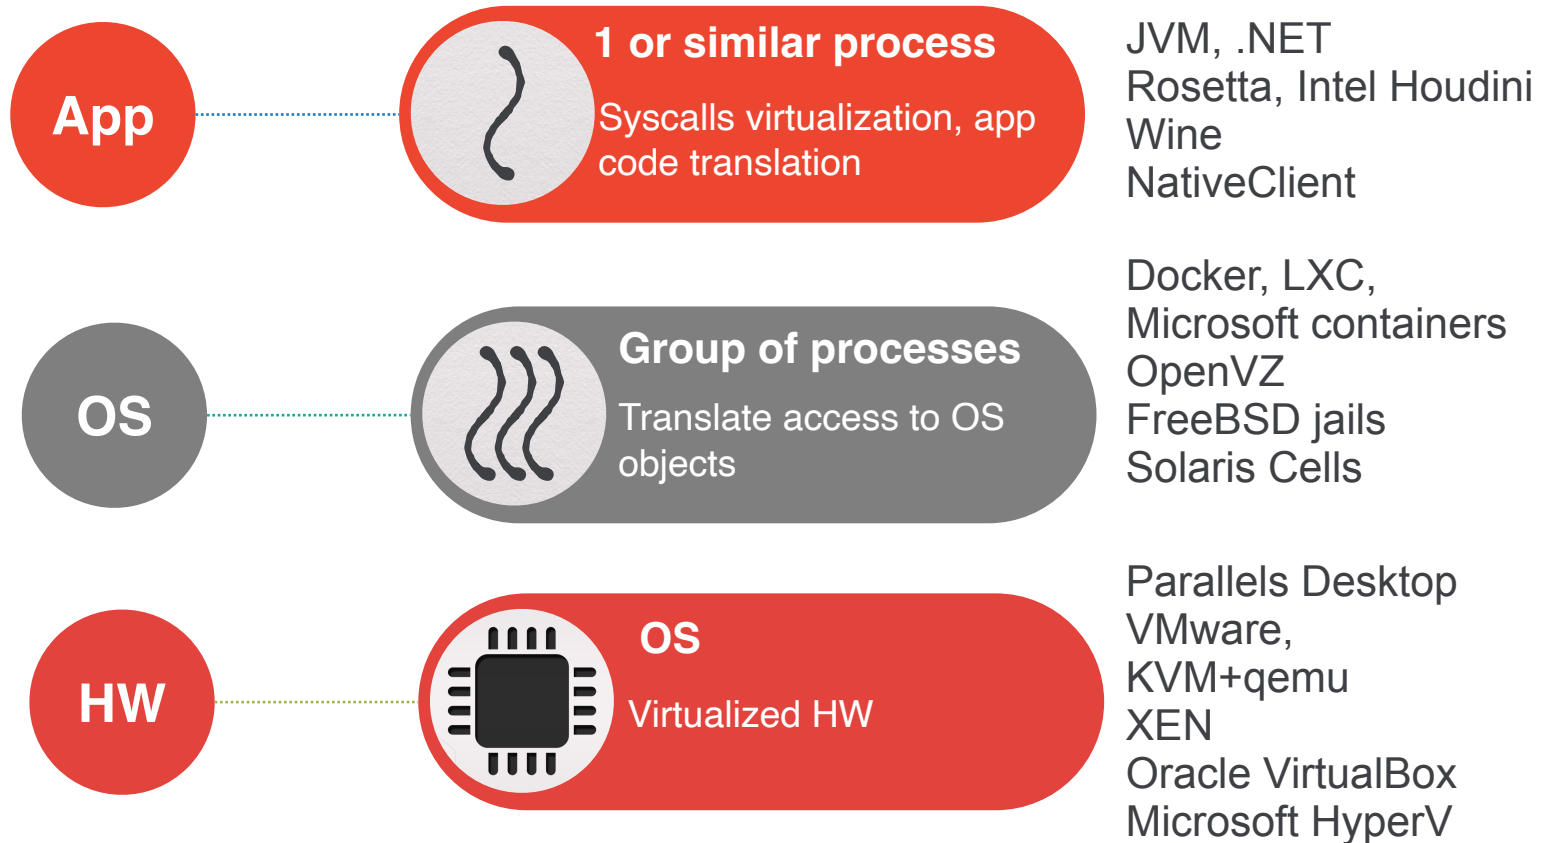 App
1 or similar process
Syscalls virtualization, app
code translation
JVM, .NET
Rosetta, Intel Houdini
Wine
NativeClient
OS
Group of processes
Translate access to OS
objects
Docker, LXC,
Microsoft containers
OpenVZ
FreeBSD jails
Solaris Cells
HW
OS
Virtualized HW
Parallels Desktop
VMware,
KVM+qemu
XEN
Oracle VirtualBox
Microsoft HyperV